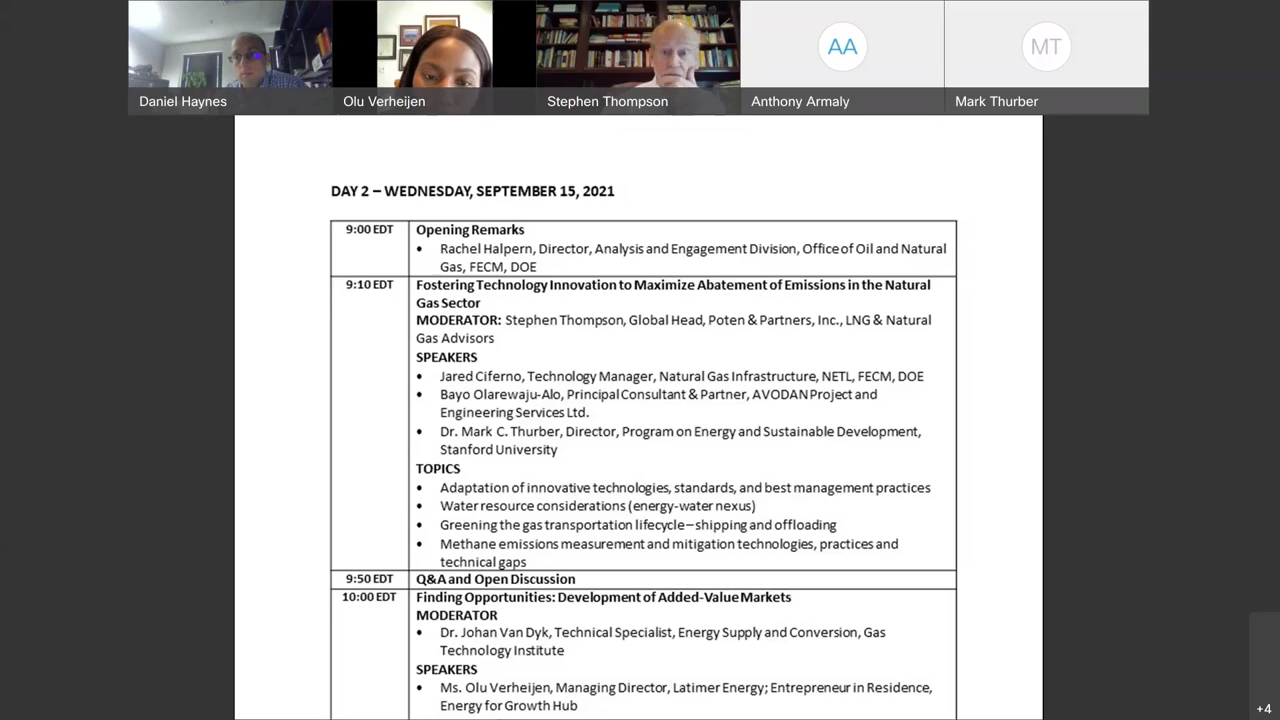 AA
MT
Daniel Haynes
Olu Verheijen
Stephen Thompson
Anthony Armaly
Mark Thurber
DAY 2 – WEDNESDAY, SEPTEMBER 15, 2021
9:00 EDT
Opening Remarks
• Rachel Halpern, Director, Analysis and Engagement Division, Office of Oil and Natural
Gas, FECM, DOE
9:10 EDT
Fostering Technology Innovation to Maximize Abatement of Emissions in the Natural
Gas Sector
MODERATOR: Stephen Thompson, Global Head, Poten & Partners, Inc., LNG & Natural
Gas Advisors
SPEAKERS
• Jared Ciferno, Technology Manager, Natural Gas Infrastructure, NETL, FECM, DOE
• Bayo Olarewaju-Alo, Principal Consultant & Partner, AVODAN Project and
Engineering Services Ltd.
• Dr. Mark C. Thurber, Director, Program on Energy and Sustainable Development,
Stanford University
TOPICS
• Adaptation of innovative technologies, standards, and best management practices
• Water resource considerations (energy-water nexus)
• Greening the gas transportation lifecycle – shipping and offloading
• Methane emissions measurement and mitigation technologies, practices and
technical gaps
9:50 EDT
Q&A and Open Discussion
10:00 EDT
Finding Opportunities: Development of Added-Value Markets
MODERATOR
• Dr. Johan Van Dyk, Technical Specialist, Energy Supply and Conversion, Gas
Technology Institute
SPEAKERS
• Ms. Olu Verheijen, Managing Director, Latimer Energy; Entrepreneur in Residence,
Energy for Growth Hub
+4